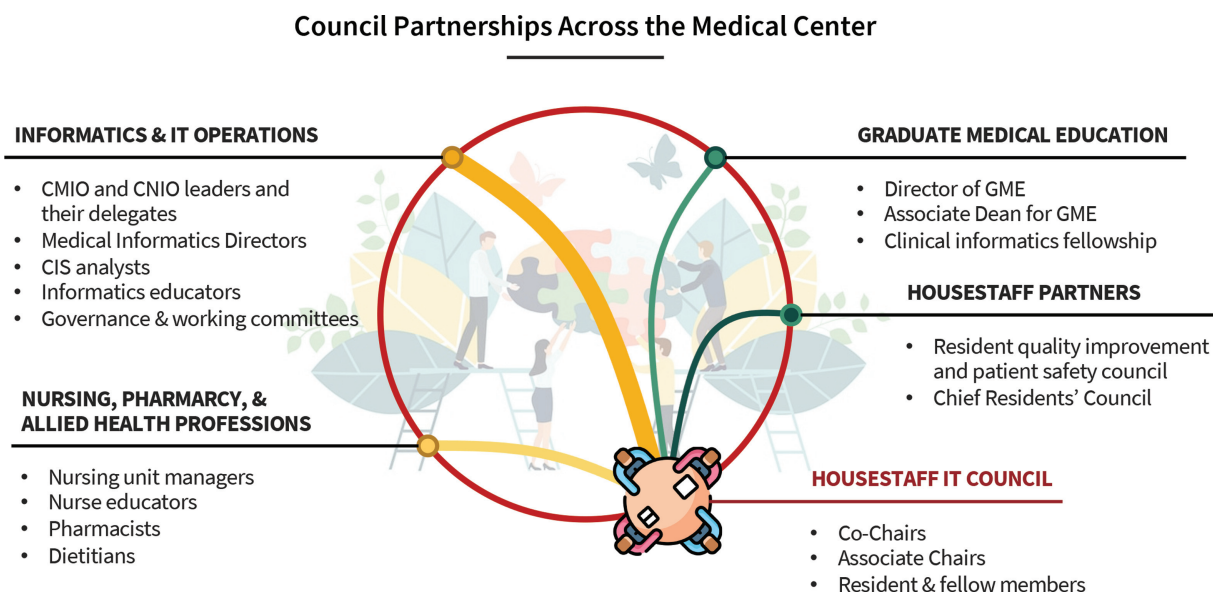 Council Partnerships Across the Medical Center
INFORMATICS & IT OPERATIONS
• CMIO and CNIO leaders and
their delegates
• Medical Informatics Directors
• CIS analysts
• Informatics educators
• Governance & working committees
NURSING, PHARMARCY, &
ALLIED HEALTH PROFESSIONS
• Nursing unit managers
• Nurse educators
• Pharmacists
• Dietitians
GRADUATE MEDICAL EDUCATION
• Director of GME
• Associate Dean for GME
• Clinical informatics fellowship
HOUSESTAFF PARTNERS
• Resident quality improvement
and patient safety council
• Chief Residents’ Council
HOUSESTAFF IT COUNCIL
• Co-Chairs
• Associate Chairs
• Resident & fellow members